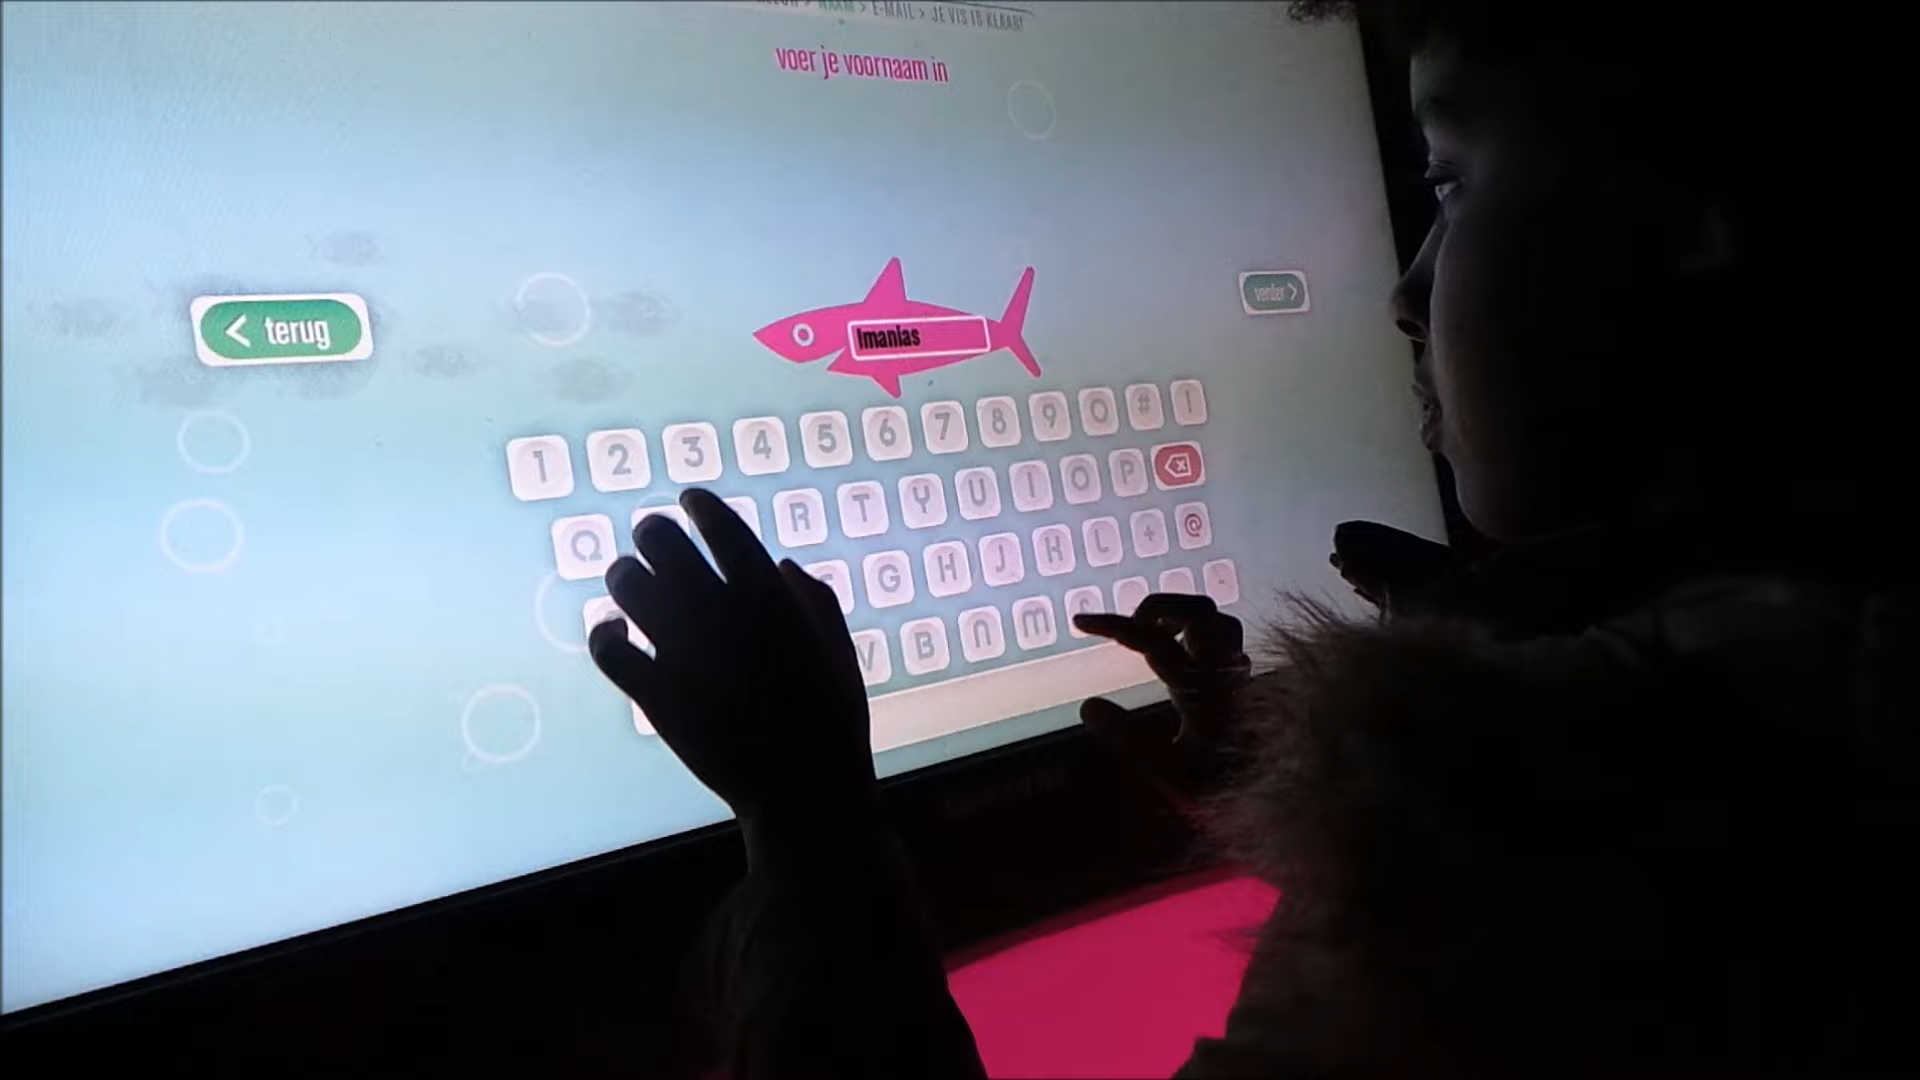 NAAM > E-MAIL > JE VIS IS KLAAR!
voer je voornaam in
< terug
verder >
Imanias
1 2 3 4 5 6 7 8 9 0 #
Q R T Y U I O P
G H J K L + @
V B N M